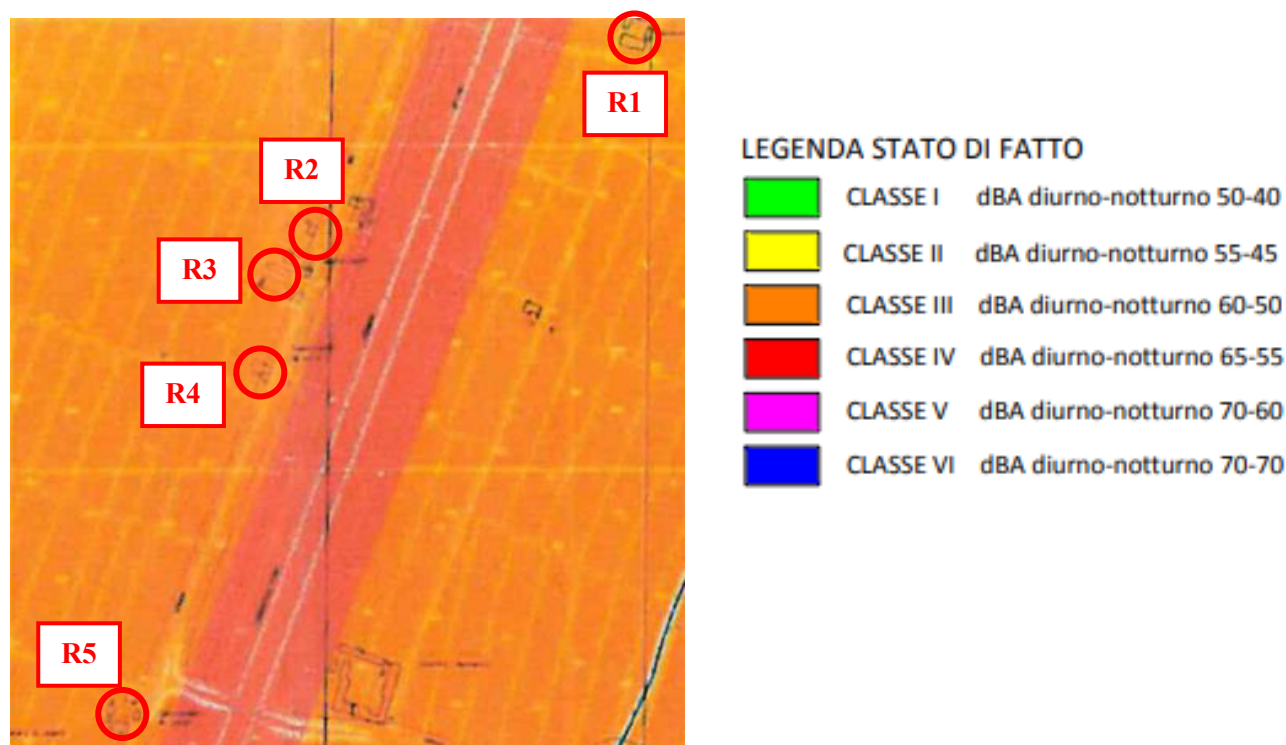 R1
R2
R3
R4
R5
LEGENDA STATO DI FATTO
CLASSE I dBA diurno-notturno 50-40
CLASSE II dBA diurno-notturno 55-45
CLASSE III dBA diurno-notturno 60-50
CLASSE IV dBA diurno-notturno 65-55
CLASSE V dBA diurno-notturno 70-60
CLASSE VI dBA diurno-notturno 70-70